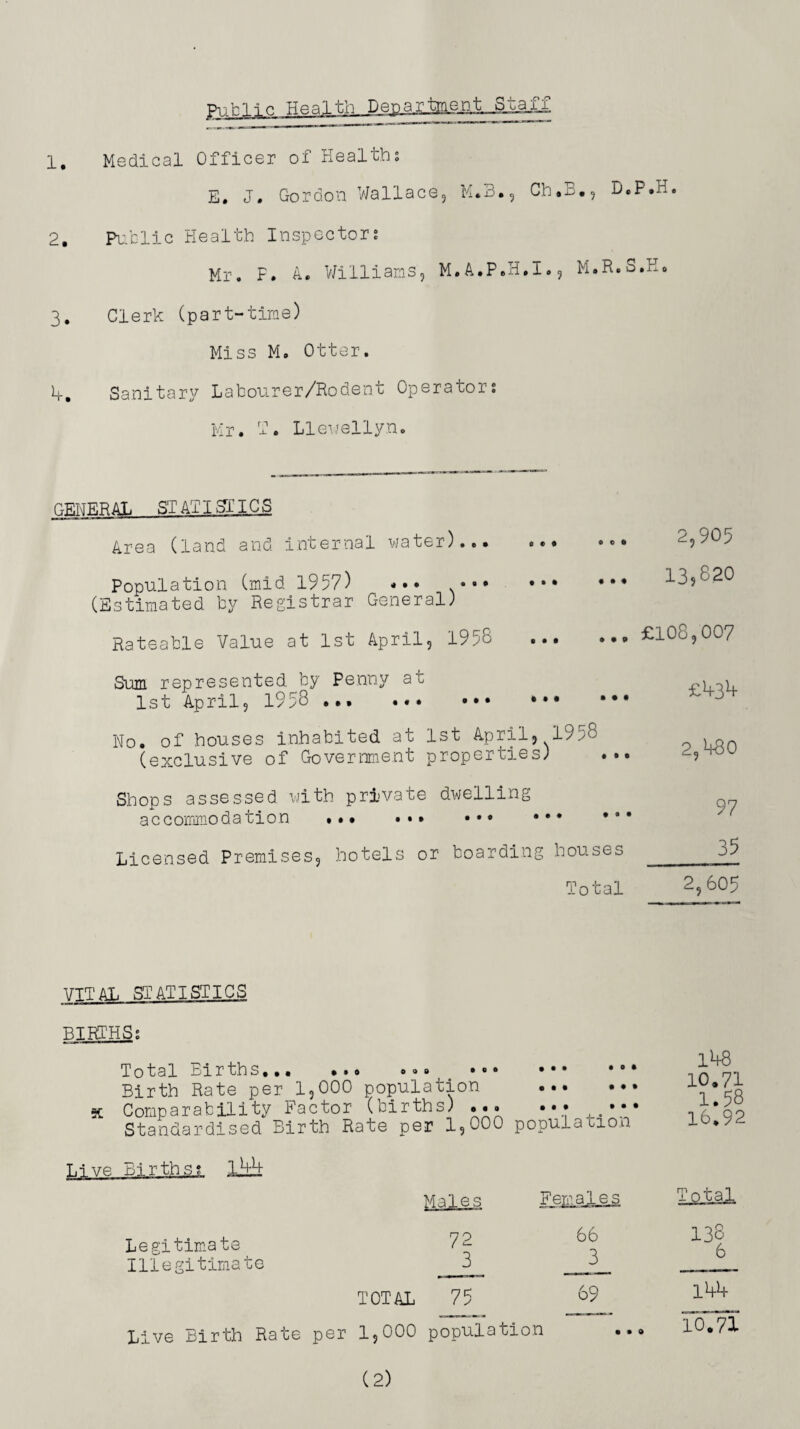 Public Health Department Staff
1. Medical Officer of Health:
E. J. Gordon Wallace, M.B., Ch.B., D.P.H.
2. Public Health Inspector:
Mr. P. A. Williams, M.A.P.H.I., M.R.S.H.
3. Clerk (part-time)
Miss M. Otter.
4. Sanitary Labourer/Rodent Operator:
Mr. T. Llewellyn.
GENERAL STATISTICS
Area (land and internal water)... ... ... 2,905
Population (mid 1957) ... ... ... ... 13,820
(Estimated by Registrar General)
Rateable Value at 1st April, 1958 ... ... £108,007
Sum represented by Penny at
1st April, 1958 ... ... ... ... ... £434
No. of houses inhabited at 1st April, 1958
(exclusive of Government properties) ... 2,480
Shops assessed with private dwelling
accommodation ... ... ... ... ... 97
Licensed Premises, hotels or boarding houses 35
Total 2,605
VITAL STATISTICS
BIRTHS:
Total Births... ... ... ... ... ... 148
Birth Rate per 1,000 population ... ... 10.71
x Comparability Factor (births) ... ... ... 1.58
Standardised Birth Rate per 1,000 population 16.92
Live Births: 144
Males Females Total
Legitimate 72 66 138
Illegitimate 3 3 6
TOTAL 75 69 144
Live Birth Rate per 1,000 population ... 10.71
(2)